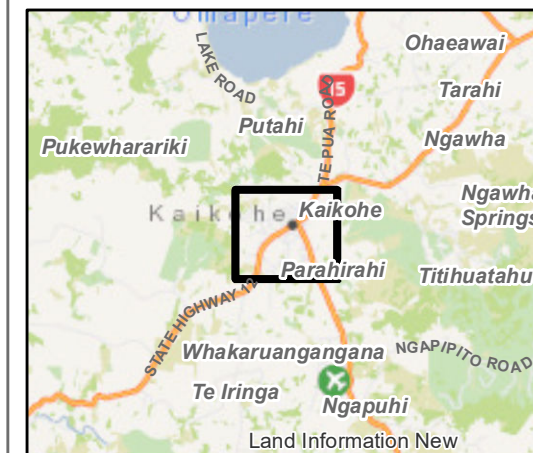 Omapere
Ohaeawai
LAKE ROAD
15
Tarahi
TE PUA ROAD
Putahi
Ngawha
Pukewharariki
Ngawha
Springs
Kaikohe
Kaikohe
Parahirahi
Titihuatahu
STATE HIGHWAY 12
Whakaruangangana
NGAPIPITO ROAD
Te Iringa
Ngapuhi
Land Information New